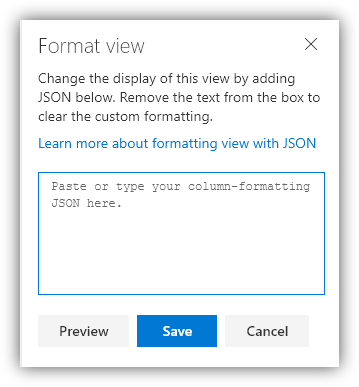 Format view
Change the display of this view by adding
JSON below. Remove the text from the box to
clear the custom formatting.
Learn more about formatting view with JSON
Paste or type your column-formatting
JSON here.
Preview
Save
Cancel